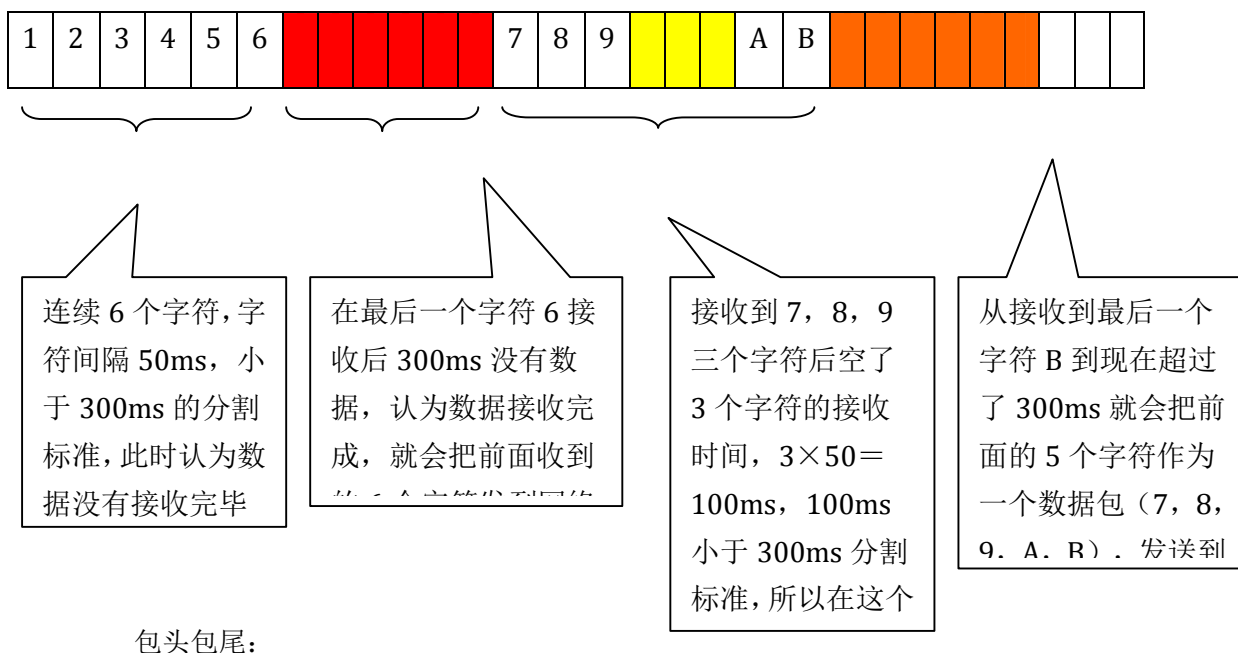 1 2 3 4 5 6 7 8 9 A B
连续 6 个字符，字
符间隔 50ms，小
于 300ms 的分割
标准，此时认为数
据没有接收完毕
在最后一个字符 6 接
收后 300ms 没有数
据，认为数据接收完
成，就会把前面收到
接收到 7，8，9
三个字符后空了
3 个字符的接收
时间，3×50＝
100ms，100ms
小于 300ms 分割
标准，所以在这个
从接收到最后一个
字符 B 到现在超过
了 300ms 就会把前
面的 5 个字符作为
一个数据包（7，8，
9，A，B），发送到
包头包尾：